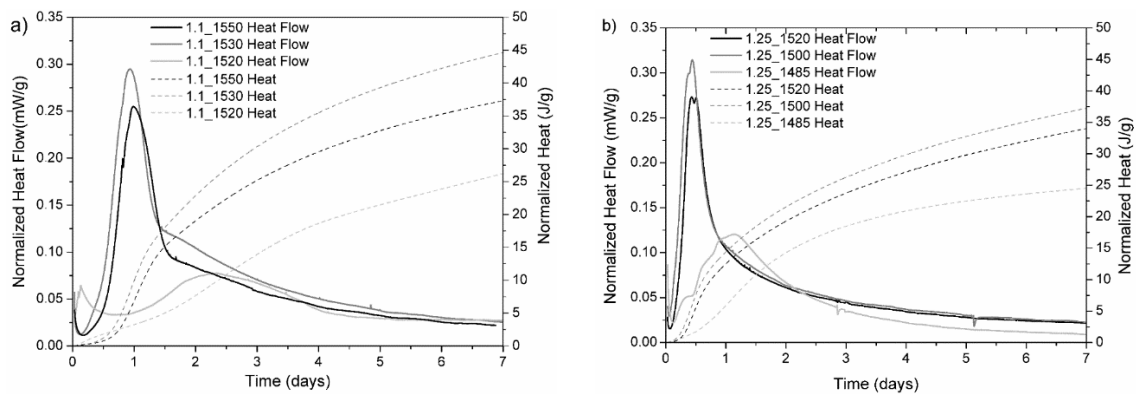 a)
1.1_1550 Heat Flow
1.1_1530 Heat Flow
1.1_1520 Heat Flow
1.1_1550 Heat
1.1_1530 Heat
1.1_1520 Heat
Normalized Heat Flow(mW/g)
0.35
0.30
0.25
0.20
0.15
0.10
0.05
0.00
0 1 2 3 4 5 6 7
Time (days)
50
45
40
35
30
25
20
15
10
5
0
Normalized Heat (J/g)
b)
1.25_1520 Heat Flow
1.25_1500 Heat Flow
1.25_1485 Heat Flow
1.25_1520 Heat
1.25_1500 Heat
1.25_1485 Heat
Normalized Heat Flow (mW/g)
0.35
0.30
0.25
0.20
0.15
0.10
0.05
0.00
0 1 2 3 4 5 6 7
Time (days)
50
45
40
35
30
25
20
15
10
5
0
Normalized Heat (J/g)